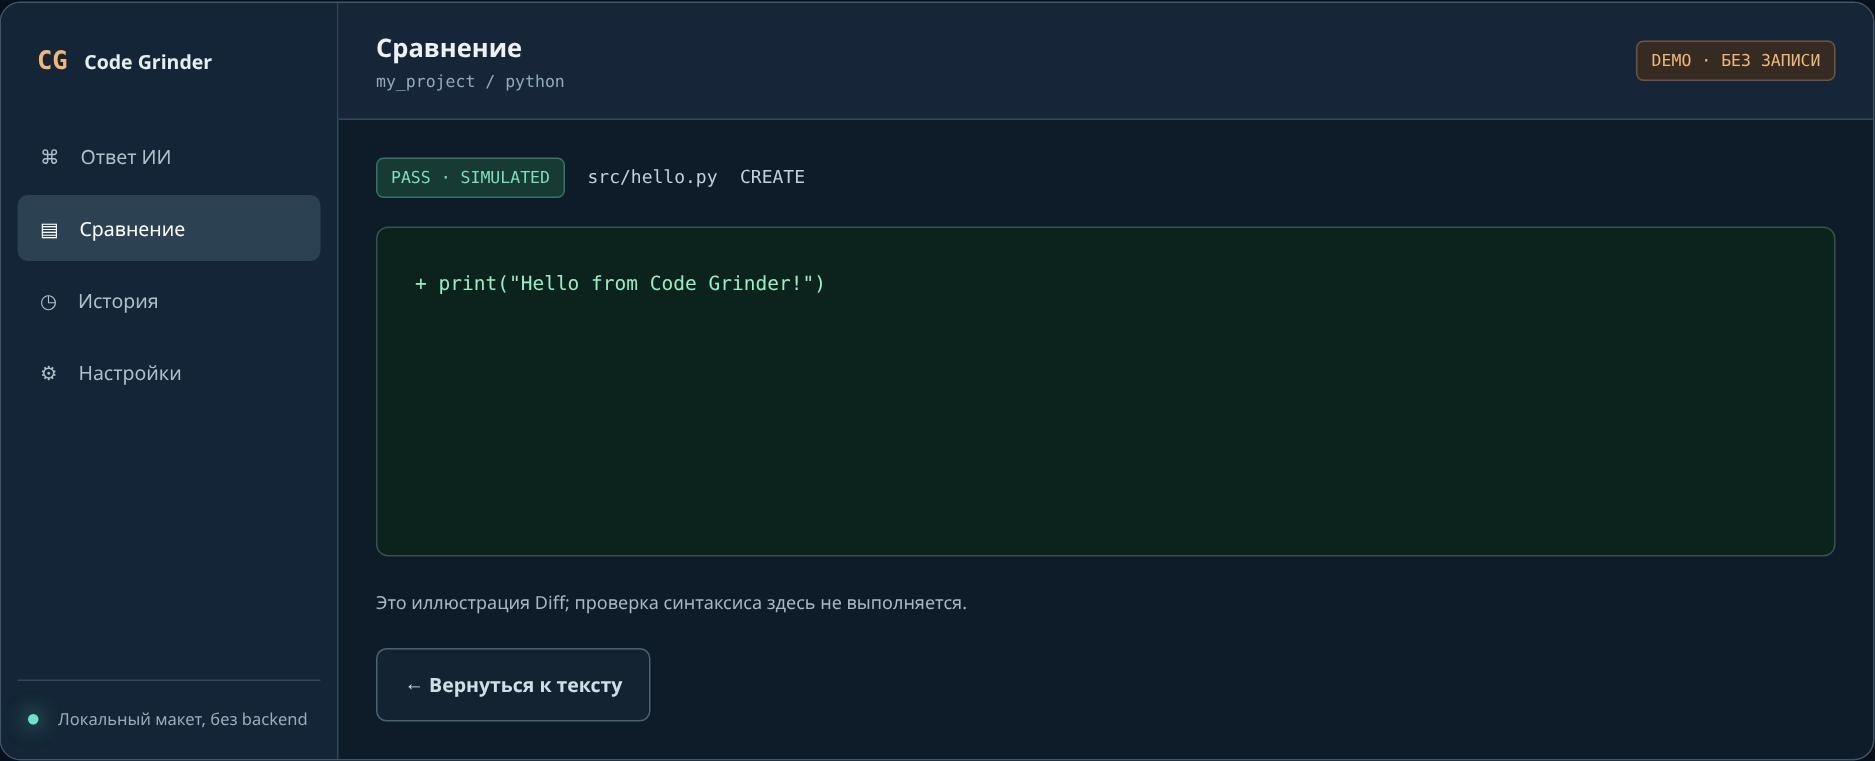 CG Code Grinder
⌘ Ответ ИИ
▤ Сравнение
◷ История
⚙ Настройки
Локальный макет, без backend
Сравнение
my_project / python
DEMO · БЕЗ ЗАПИСИ
PASS · SIMULATED src/hello.py CREATE
+ print("Hello from Code Grinder!")
Это иллюстрация Diff; проверка синтаксиса здесь не выполняется.
← Вернуться к тексту